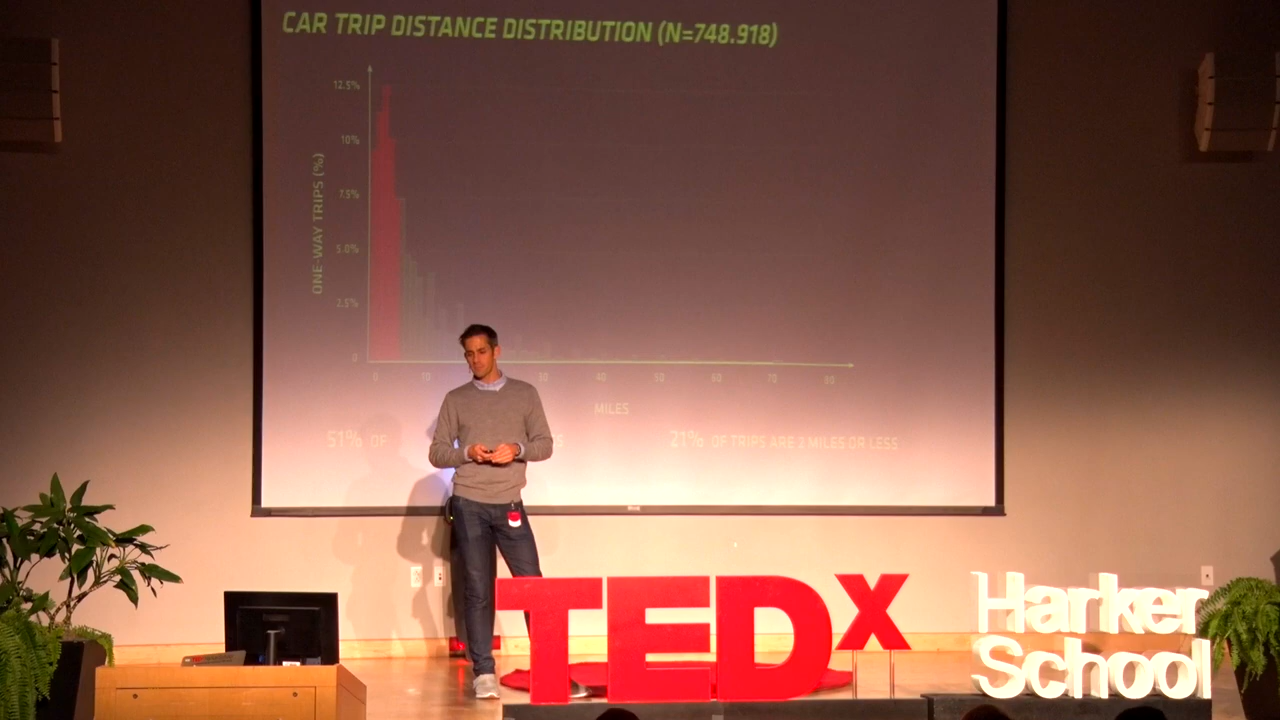 CAR TRIP DISTANCE DISTRIBUTION (N=748.918)
12.5%
10%
7.5%
5.0%
2.5%
0
ONE-WAY TRIPS (%)
0 10 30 40 50 60 70 80
MILES
51% OF
21% OF TRIPS ARE 3 MILES OR LESS
TEDx
Harker
School